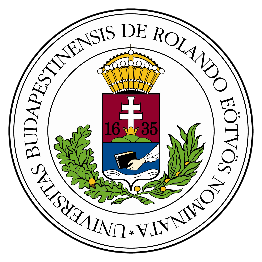 UNIVERSITAS BUDAPESTINENSIS DE ROLANDO EÖTVÖS NOMINATA
16 35